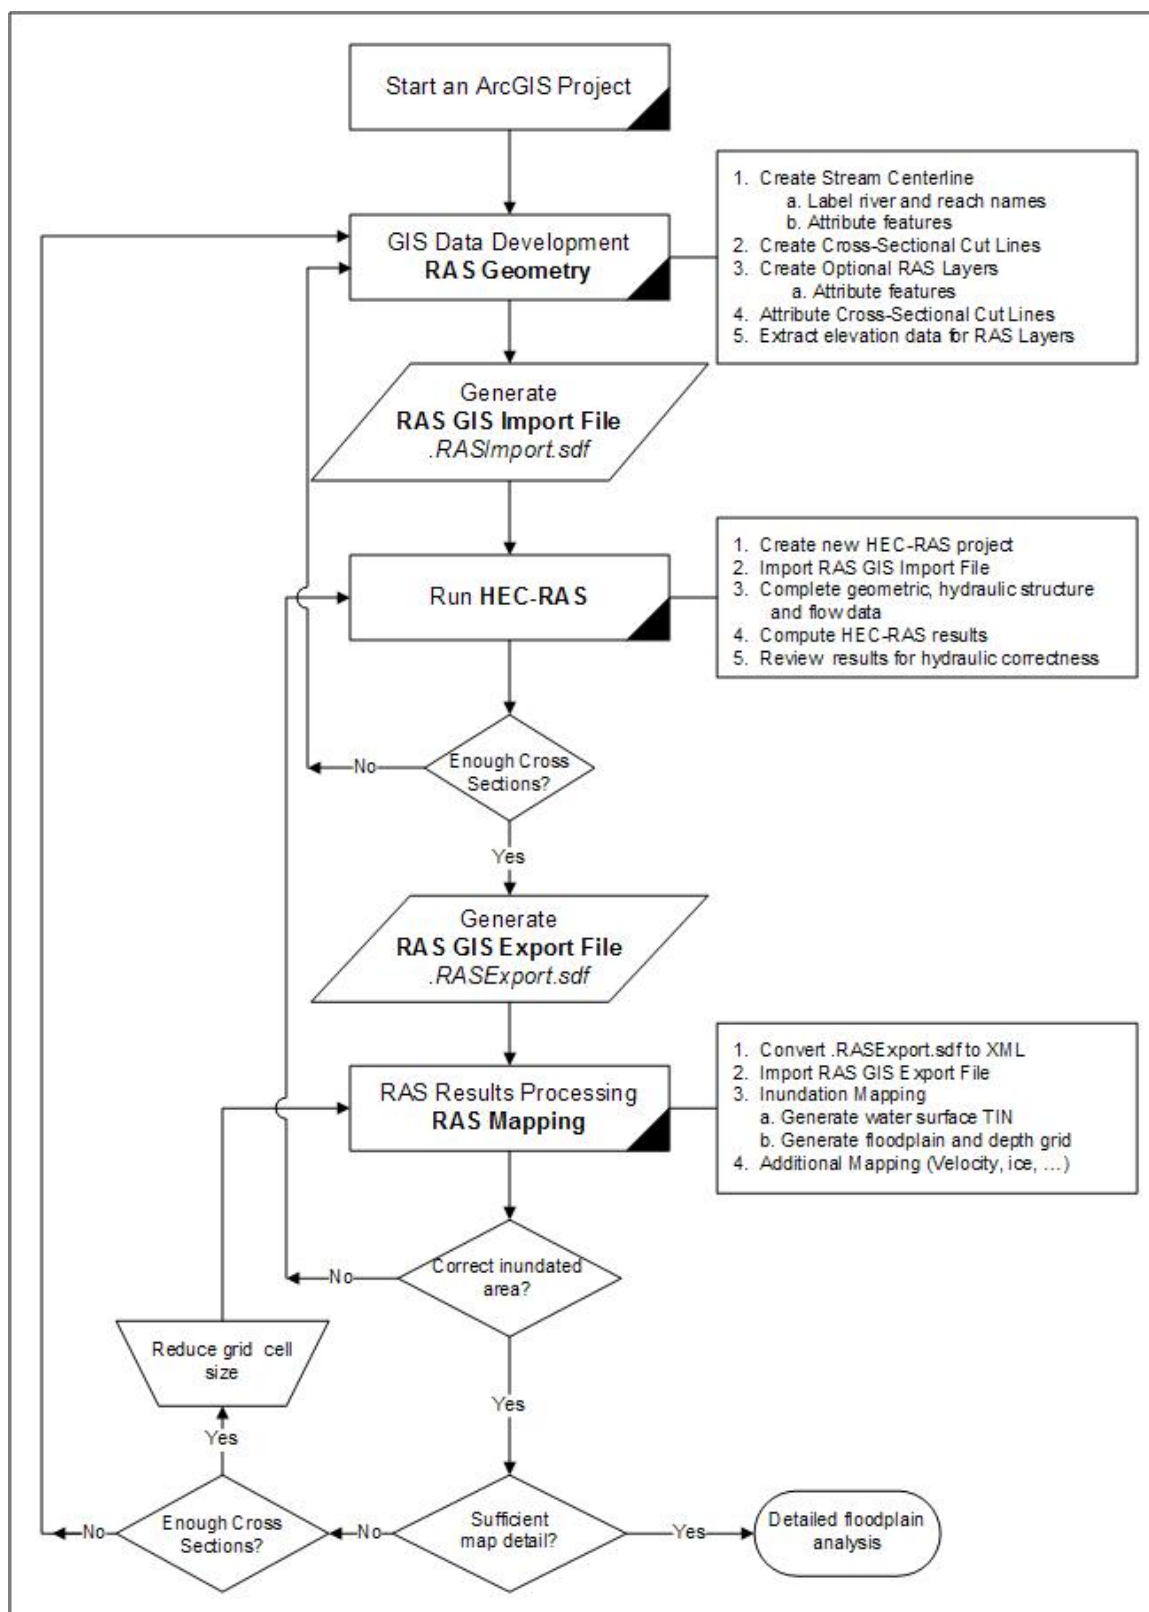 Start an ArcGIS Project
1. Create Stream Centerline
a. Label river and reach names
b. Attribute features
2. Create Cross-Sectional Cut Lines
3. Create Optional RAS Layers
a. Attribute features
4. Attribute Cross-Sectional Cut Lines
5. Extract elevation data for RAS Layers
GIS Data Development
RAS Geometry
Generate
RAS GIS Import File
.RASImport.sdf
1. Create new HEC-RAS project
2. Import RAS GIS Import File
3. Complete geometric, hydraulic structure
and flow data
4. Compute HEC-RAS results
5. Review results for hydraulic correctness
Run HEC-RAS
Enough Cross
Sections?
No
Yes
Generate
RAS GIS Export File
.RASExport.sdf
1. Convert .RASExport.sdf to XML
2. Import RAS GIS Export File
3. Inundation Mapping
a. Generate water surface TIN
b. Generate floodplain and depth grid
4. Additional Mapping (Velocity, ice, …)
RAS Results Processing
RAS Mapping
Correct inundated
area?
No
Reduce grid cell
size
Yes
Yes
Enough Cross
Sections?
No
No
Sufficient
map detail?
Yes
Detailed floodplain
analysis